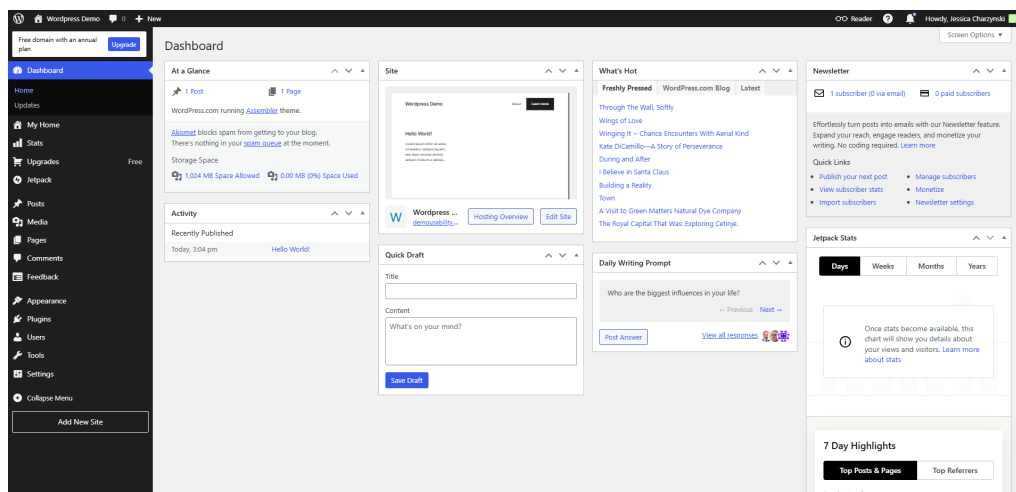 Wordpress Demo 0 + New
Reader Howdy, Jessica Charzynski
Free domain with an annual
plan
Upgrade
Dashboard
Home
Updates
My Home
Stats
Upgrades Free
Jetpack
Posts
Media
Pages
Comments
Feedback
Appearance
Plugins
Users
Tools
Settings
Collapse Menu
Add New Site
Screen Options ▼
Dashboard
At a Glance
1 Post 1 Page
WordPress.com running Assembler theme.
Akismet blocks spam from getting to your blog.
There's nothing in your spam queue at the moment.
Storage Space
1,024 MB Space Allowed 0.00 MB (0%) Space Used
Activity
Recently Published
Today, 3:04 pm Hello World!
Site
Wordpress Demo About Learn more
Hello World!
Wordpress ...
demousability....
Hosting Overview
Edit Site
Quick Draft
Title
Content
What's on your mind?
Save Draft
What's Hot
Freshly Pressed WordPress.com Blog Latest
Through The Wall, Softly
Wings of Love
Winging It ~ Chance Encounters With Aerial Kind
Kate DiCamillo—A Story of Perseverance
During and After
I Believe in Santa Claus
Building a Reality
Town
A Visit to Green Matters Natural Dye Company
The Royal Capital That Was: Exploring Cetinje.
Daily Writing Prompt
Who are the biggest influences in your life?
← Previous Next →
Post Answer View all responses
Newsletter
1 subscriber (0 via email) 0 paid subscribers
Effortlessly turn posts into emails with our Newsletter feature.
Expand your reach, engage readers, and monetize your
writing. No coding required. Learn more
Quick Links
Publish your next post
View subscriber stats
Import subscribers
Manage subscribers
Monetize
Newsletter settings
Jetpack Stats
Days Weeks Months Years
Once stats become available, this
chart will show you details about
your views and visitors. Learn more
about stats
7 Day Highlights
Top Posts & Pages Top Referrers